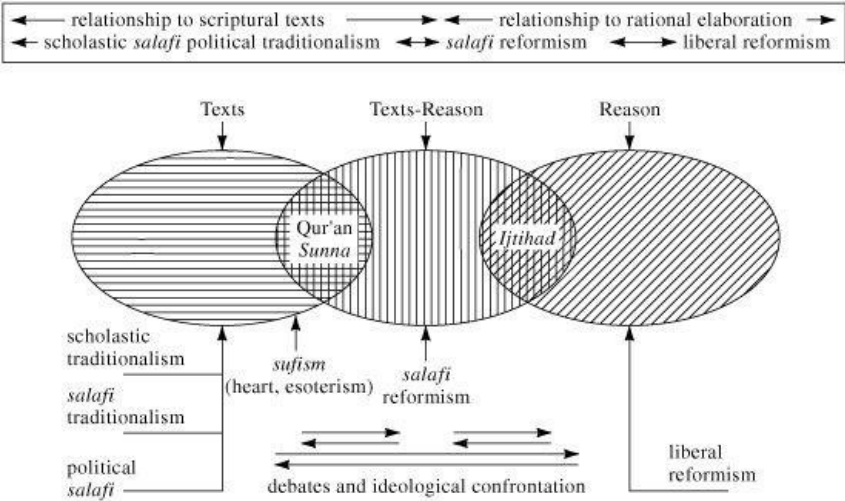 relationship to scriptural texts relationship to rational elaboration
scholastic salafi political traditionalism salafi reformism liberal reformism
Texts Texts-Reason Reason
Qur'an
Sunna
Ijtihad
scholastic
traditionalism
salafi
traditionalism
political
salafi
sufism
(heart, esoterism)
salafi
reformism
debates and ideological confrontation
liberal
reformism